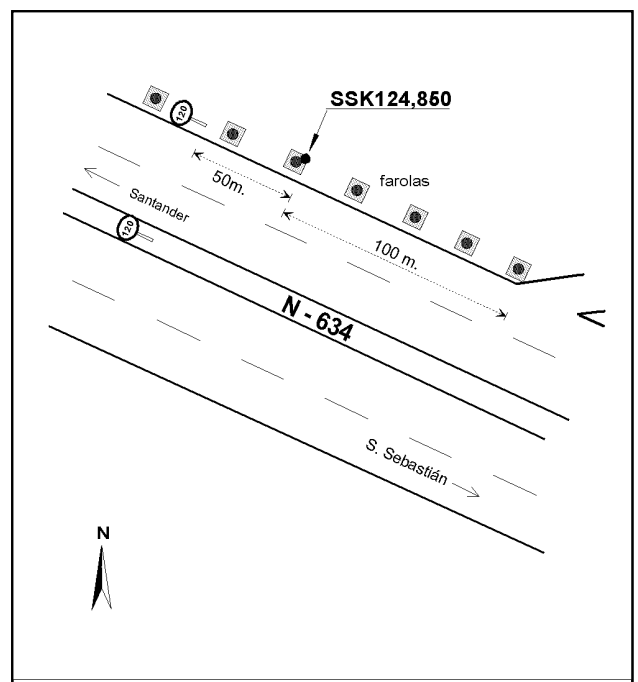 SSK124,850
120
farolas
50m.
Santander
100 m.
120
N - 634
S. Sebastián
N